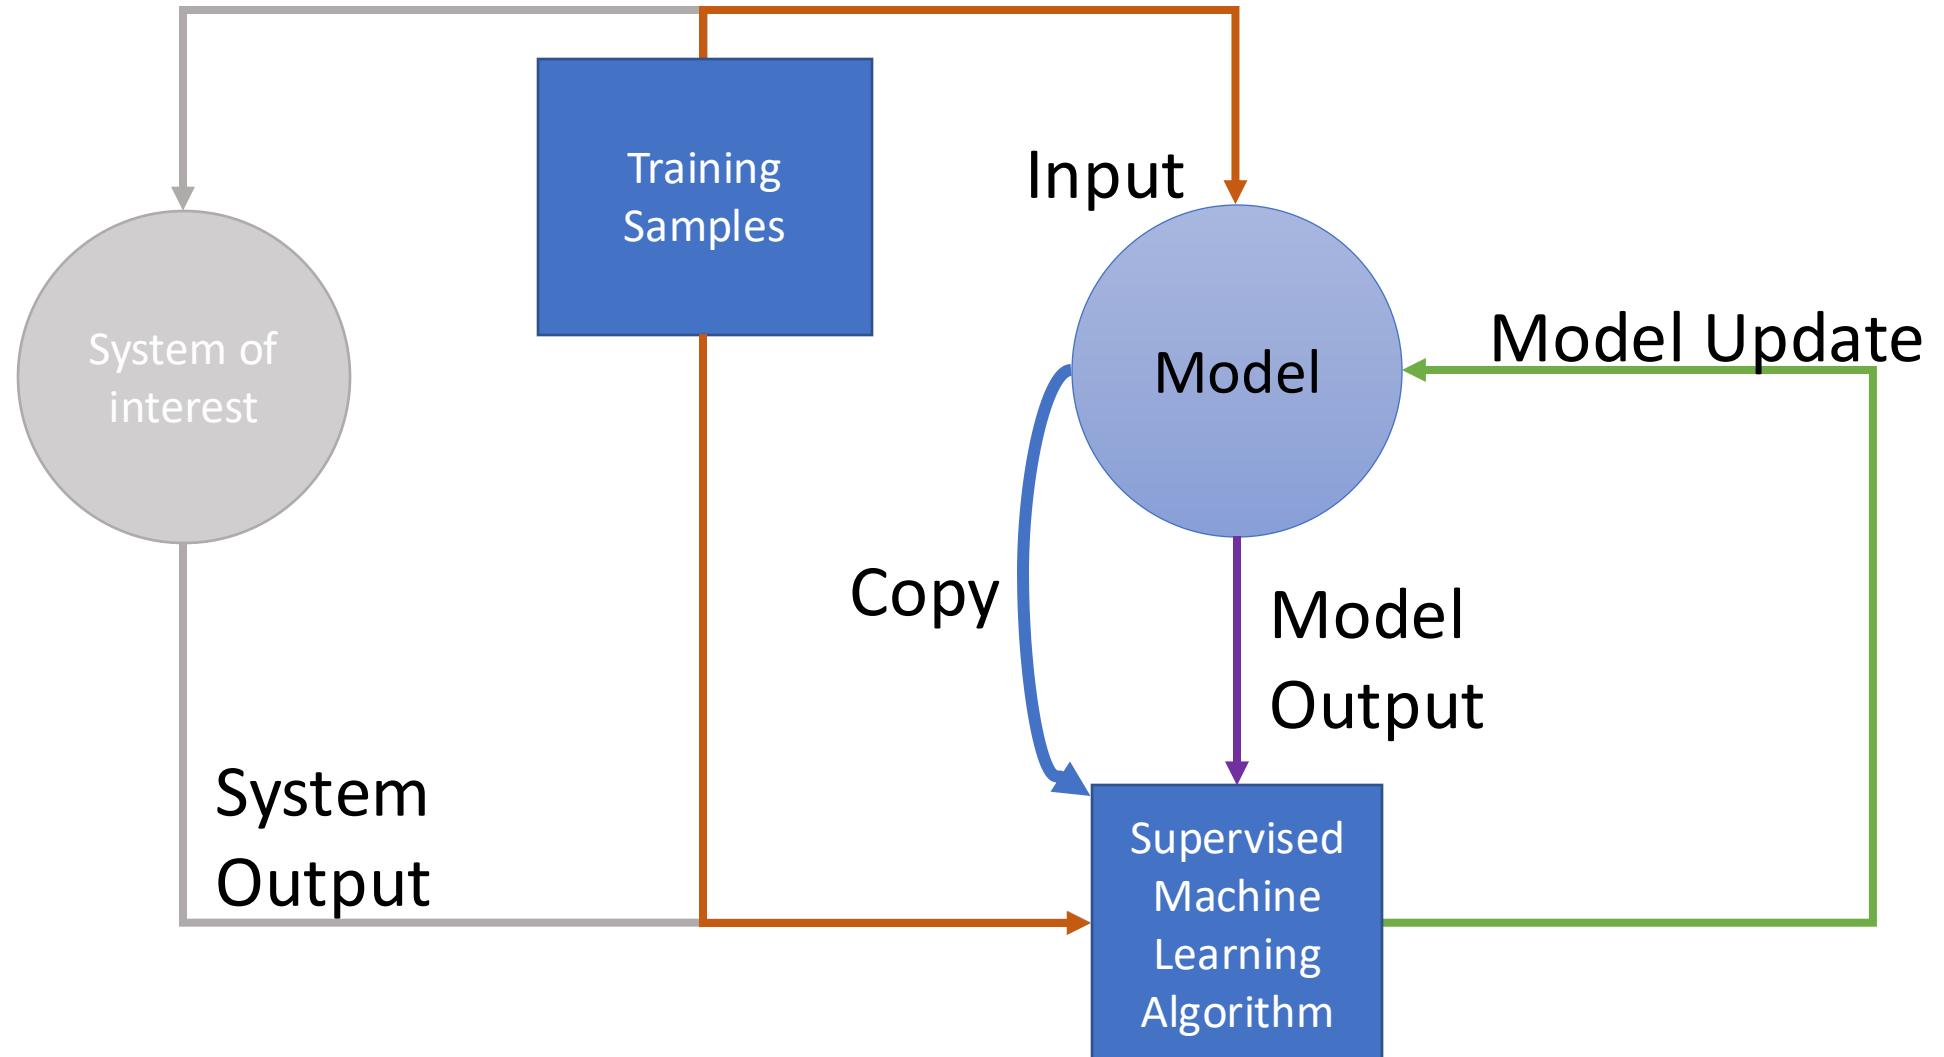 Training
Samples
Input
System of
interest
Model
Model Update
Copy
Model
Output
System
Output
Supervised
Machine
Learning
Algorithm